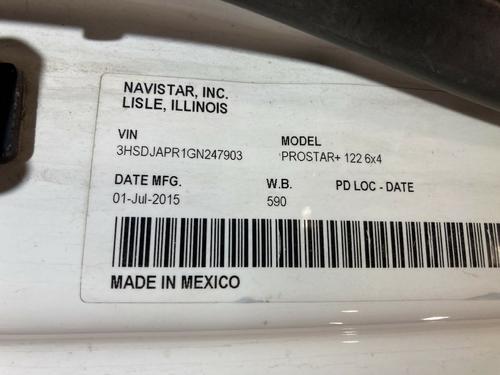 NAVISTAR, INC.
LISLE, ILLINOIS
VIN MODEL
3HSDJAPR1GN247903 PROSTAR+ 122 6x4
DATE MFG. W.B. PD LOC - DATE
01-Jul-2015 590
MADE IN MEXICO